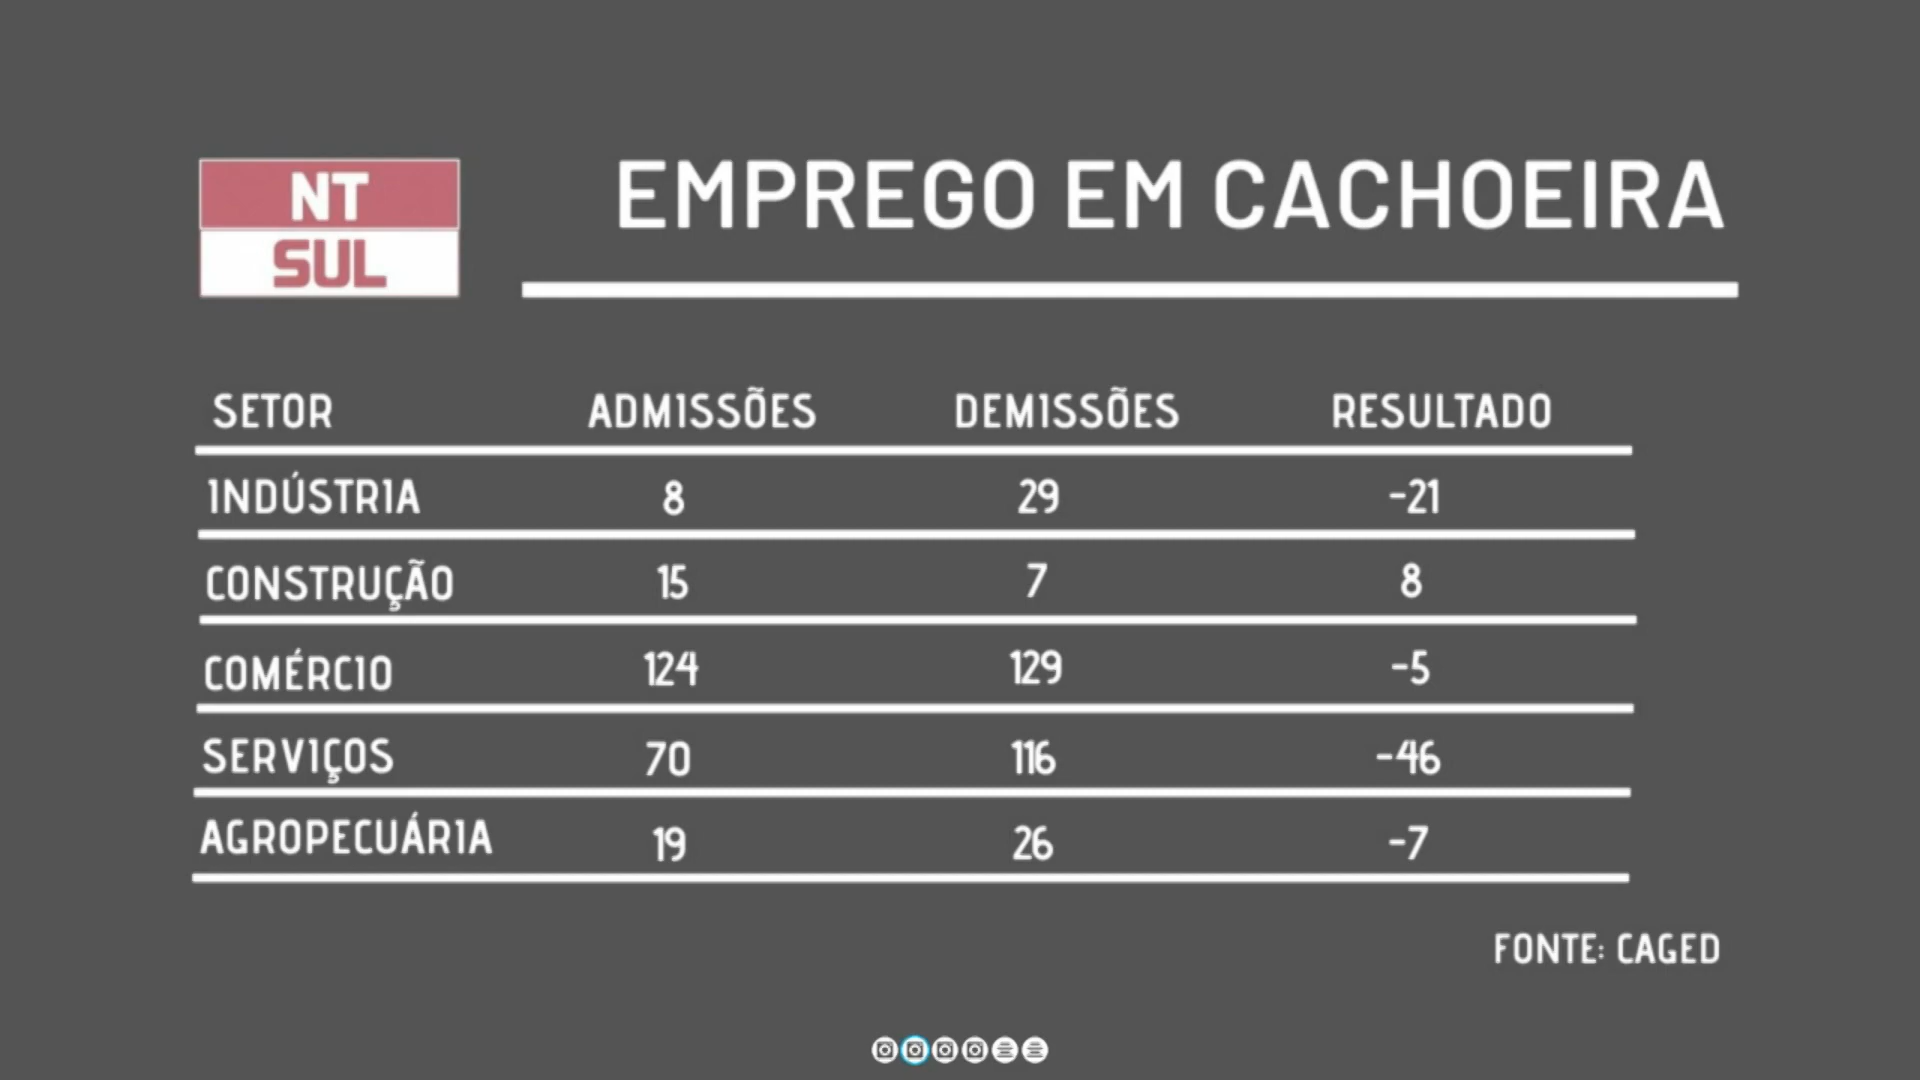 NT
SUL
EMPREGO EM CACHOEIRA
SETOR ADMISSÕES DEMISSÕES RESULTADO
INDÚSTRIA 8 29 -21
CONSTRUÇÃO 15 7 8
COMÉRCIO 124 129 -5
SERVIÇOS 70 116 -46
AGROPECUÁRIA 19 26 -7
FONTE: CAGED